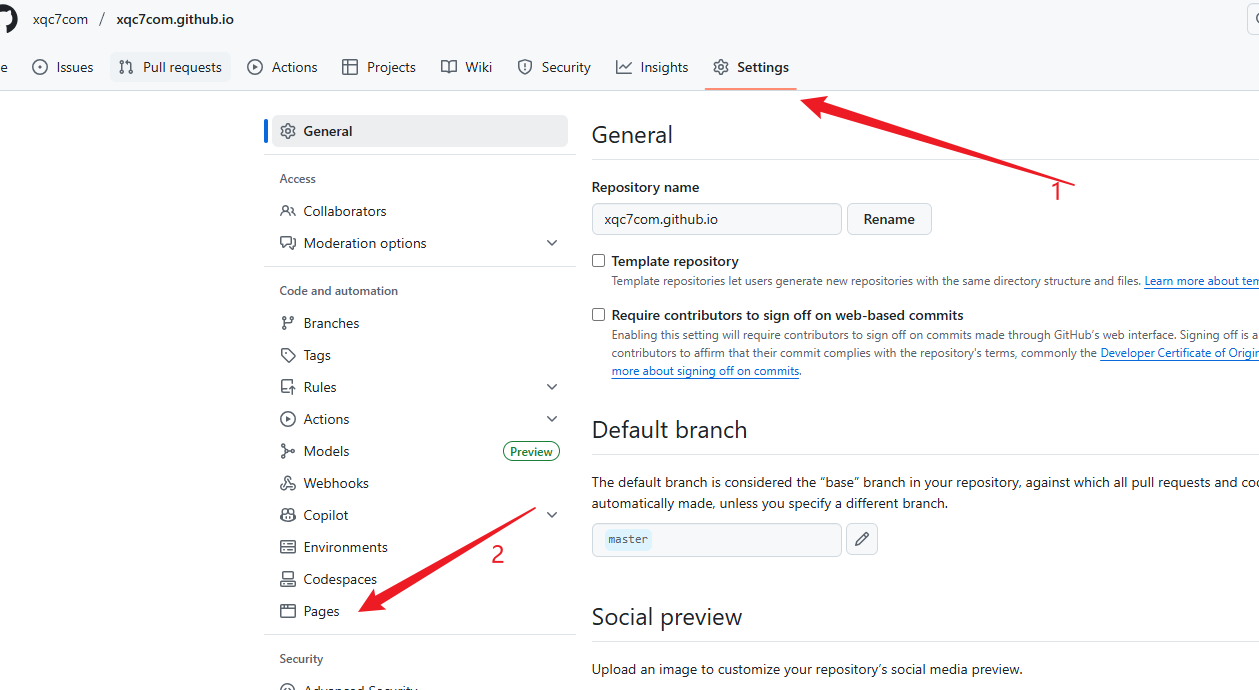 xqc7com / xqc7com.github.io
Issues Pull requests Actions Projects Wiki Security Insights Settings
General
Access
Collaborators
Moderation options
Code and automation
Branches
Tags
Rules
Actions
Models Preview
Webhooks
Copilot
Environments
Codespaces
Pages
Security
Advanced Security
General
1
Repository name
xqc7com.github.io Rename
Template repository
Template repositories let users generate new repositories with the same directory structure and files. Learn more about
Require contributors to sign off on web-based commits
Enabling this setting will require contributors to sign off on commits made through GitHub's web interface. Signing off is a
contributors to affirm that their commit complies with the repository's terms, commonly the Developer Certificate of
more about signing off on commits.
Default branch
The default branch is considered the “base” branch in your repository, against which all pull requests and
automatically made, unless you specify a different branch.
master
2
Social preview
Upload an image to customize your repository's social media preview.